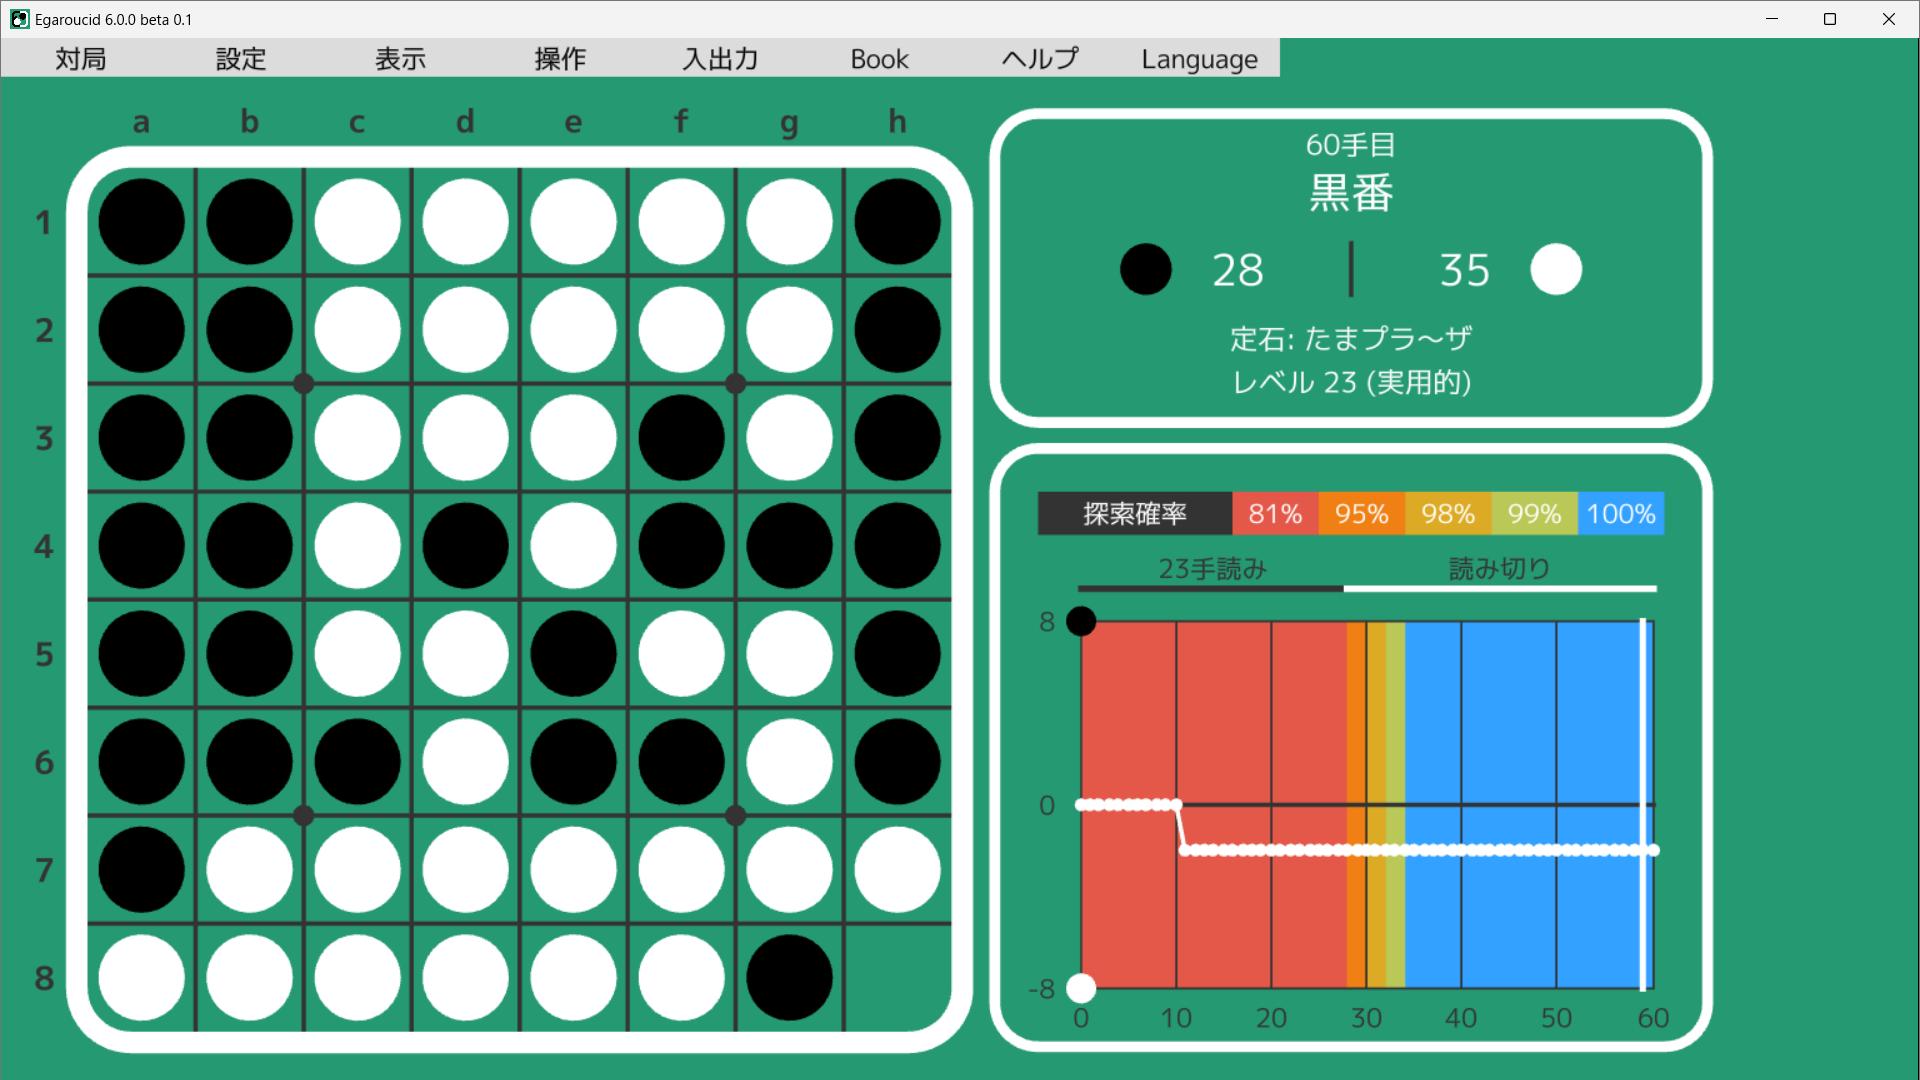 Egaroucid 6.0.0 beta 0.1
対局 設定 表示 操作 入出力 Book ヘルプ Language
a b c d e f g h
1
2
3
4
5
6
7
8
60手目
黒番
28 35
定石: たまプラ～ザ
レベル 23 (実用的)
探索確率 81% 95% 98% 99% 100%
23手読み 読み切り
8
0
-8
0 10 20 30 40 50 60